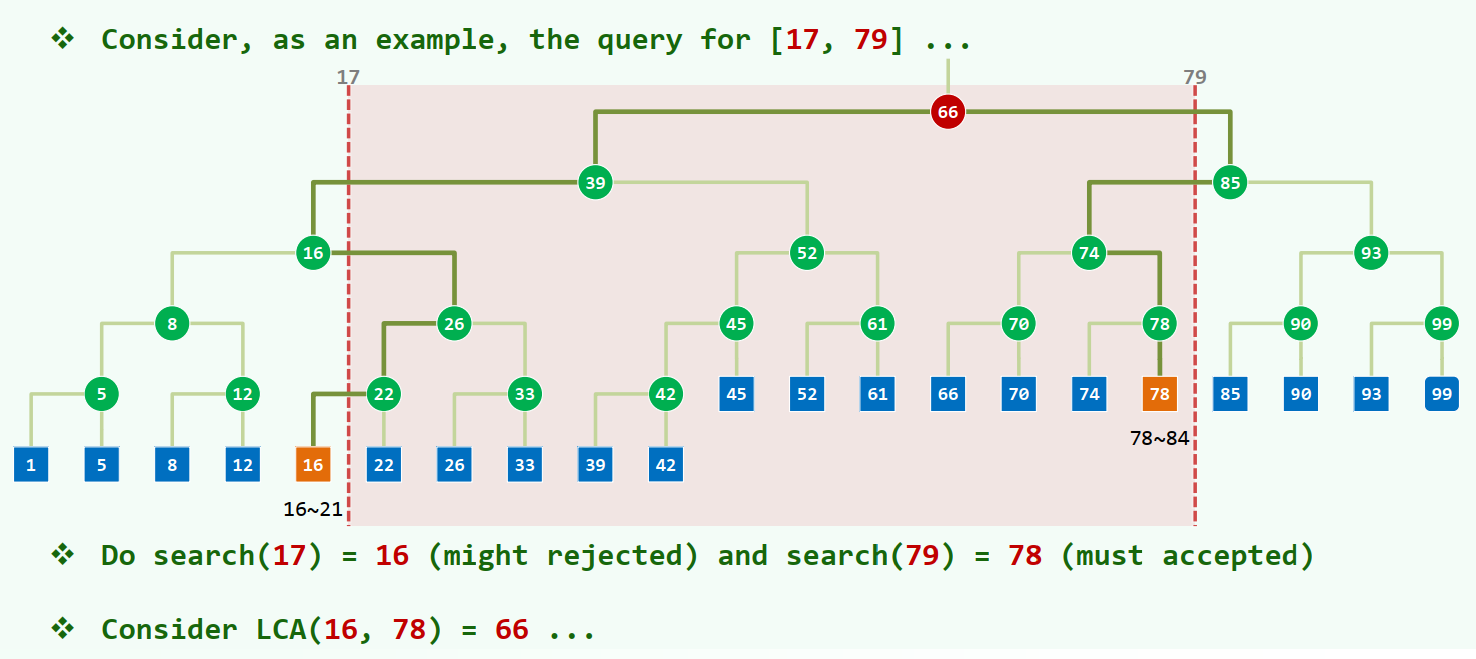 ❖ Consider, as an example, the query for [17, 79] ...
17 79
66
39 85
16 52 74 93
8 26 45 61 70 78 90 99
5 12 22 33 42 45 52 61 66 70 74 78 85 90 93 99
78~84
1 5 8 12 16 22 26 33 39 42
16~21
❖ Do search(17) = 16 (might rejected) and search(79) = 78 (must accepted)
❖ Consider LCA(16, 78) = 66 ...